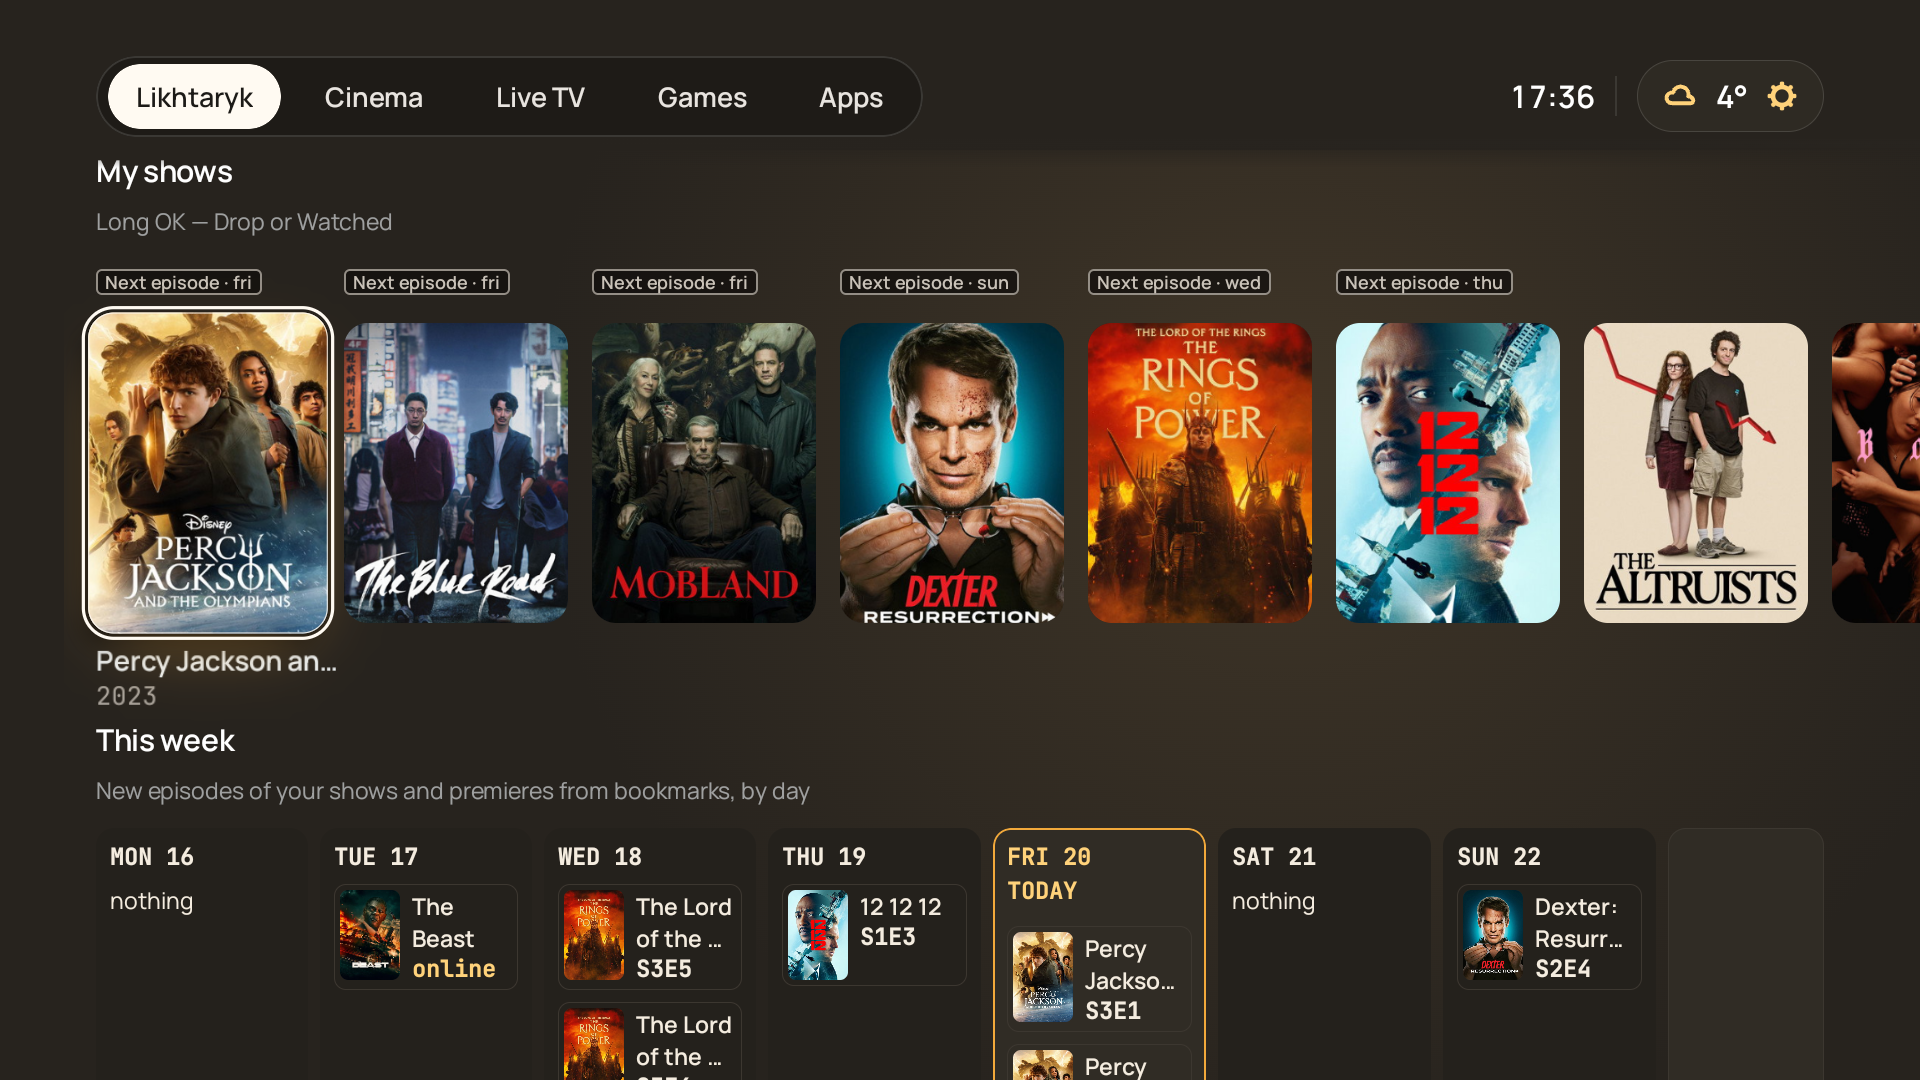 Likhtaryk
Cinema
Live TV
Games
Apps
17:36
4°
My shows
Long OK — Drop or Watched
Next episode · fri
Next episode · fri
Next episode · fri
Next episode · sun
Next episode · wed
Next episode · thu
Disney
PERCY
JACKSON
AND THE OLYMPIANS
The Blue Road
MOBLAND
DEXTER
RESURRECTION
THE LORD OF THE RINGS
THE
RINGS
OF
POWER
12
12
12
THE
ALTRUISTS
Percy Jackson an...
2023
This week
New episodes of your shows and premieres from bookmarks, by day
MON 16
nothing
TUE 17
The
Beast
online
WED 18
The Lord
of the ...
S3E5
The Lord
of the ...
THU 19
12 12 12
S1E3
FRI 20
TODAY
Percy
Jackso...
S3E1
Percy
SAT 21
nothing
SUN 22
Dexter:
Resurr...
S2E4